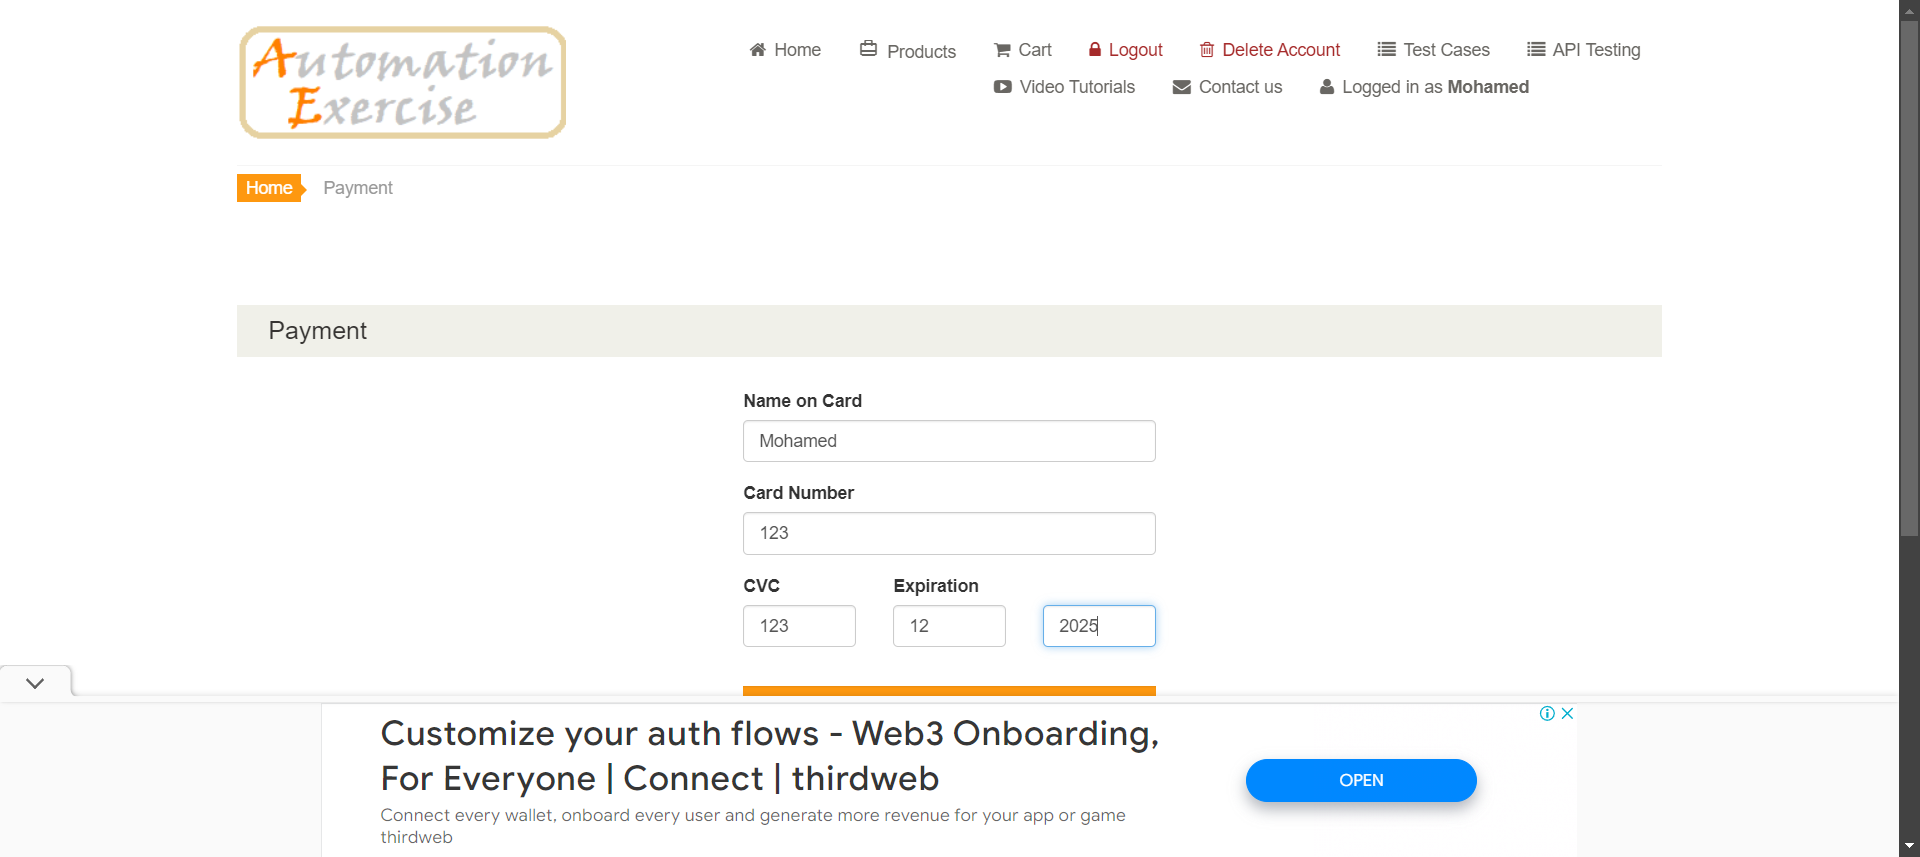 Automation
Exercise
Home Products Cart Logout Delete Account Test Cases API Testing
Video Tutorials Contact us Logged in as Mohamed
Home Payment
Payment
Name on Card
Mohamed
Card Number
123
CVC Expiration
123 12 2025
Customize your auth flows - Web3 Onboarding,
For Everyone | Connect | thirdweb
OPEN
Connect every wallet, onboard every user and generate more revenue for your app or game
thirdweb